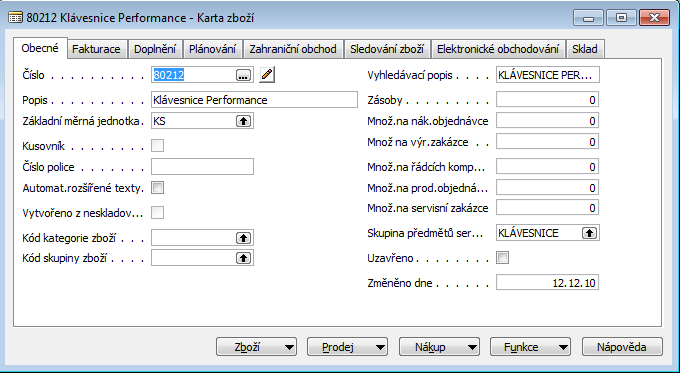 80212 Klávesnice Performance - Karta zboží
Obecné Fakturace Doplnění Plánování Zahraniční obchod Sledování zboží Elektronické obchodování Sklad
Číslo . . . . . . . . . . 80212 ...
Popis . . . . . . . . . . Klávesnice Performance
Základní měrná jednotka. KS
Kusovník . . . . . . . .
Číslo police . . . . . . .
Automat.rozšířené texty.
Vytvořeno z neskladov...
Kód kategorie zboží . . .
Kód skupiny zboží . . . .
Vyhledávací popis . . . . KLÁVESNICE PER...
Zásoby . . . . . . . . . 0
Množ.na nák.objednávce 0
Množ na výr.zakázce . . 0
Množ.na řádcích komp... 0
Množ.na prod.objedná... 0
Množ.na servisní zakázce 0
Skupina předmětů ser... KLÁVESNICE
Uzavřeno . . . . . . . .
Změněno dne . . . . . . 12.12.10
Zboží Prodej Nákup Funkce Nápověda